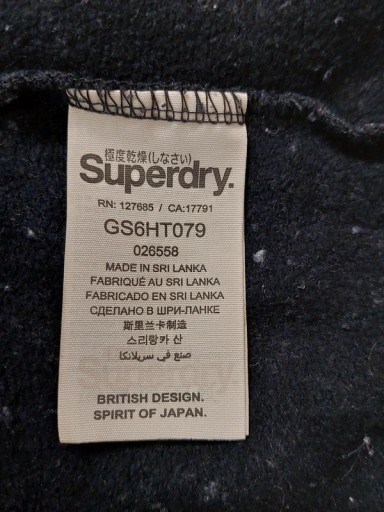 極度乾燥(しなさい)
Superdry.
RN: 127685 / CA:17791
GS6HT079
026558
MADE IN SRI LANKA
FABRIQUÉ AU SRI LANKA
FABRICADO EN SRI LANKA
СДЕЛАНО В ШРИ-ЛАНКЕ
斯里兰卡制造
스리랑카 산
صنع في سريلانكا
BRITISH DESIGN.
SPIRIT OF JAPAN.